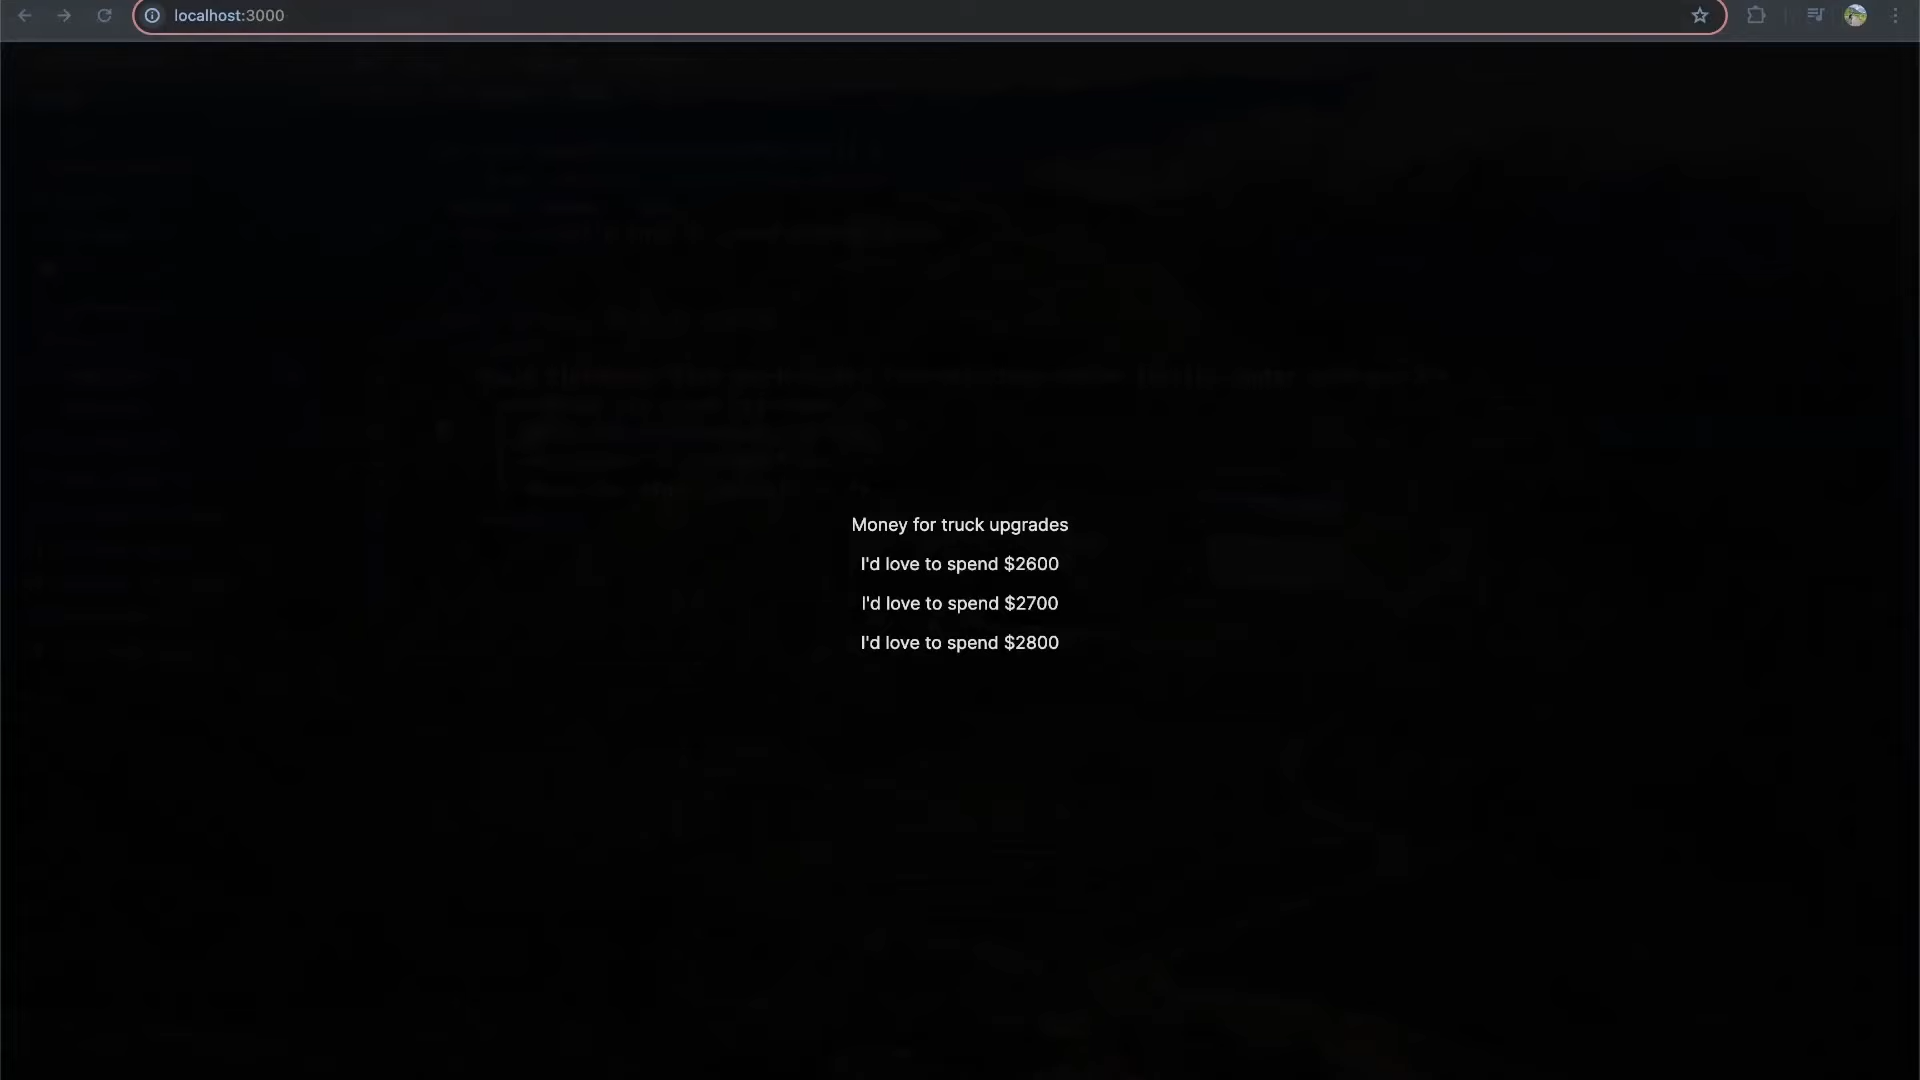 localhost:3000
Money for truck upgrades
I'd love to spend $2600
I'd love to spend $2700
I'd love to spend $2800